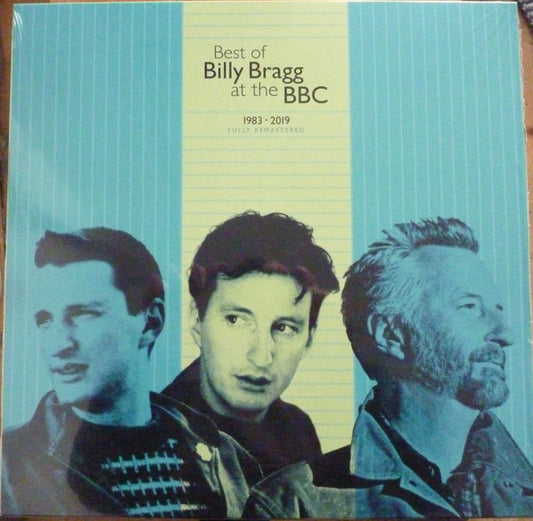 Best of
Billy Bragg
at the BBC
1983 - 2019
FULLY REMASTERED